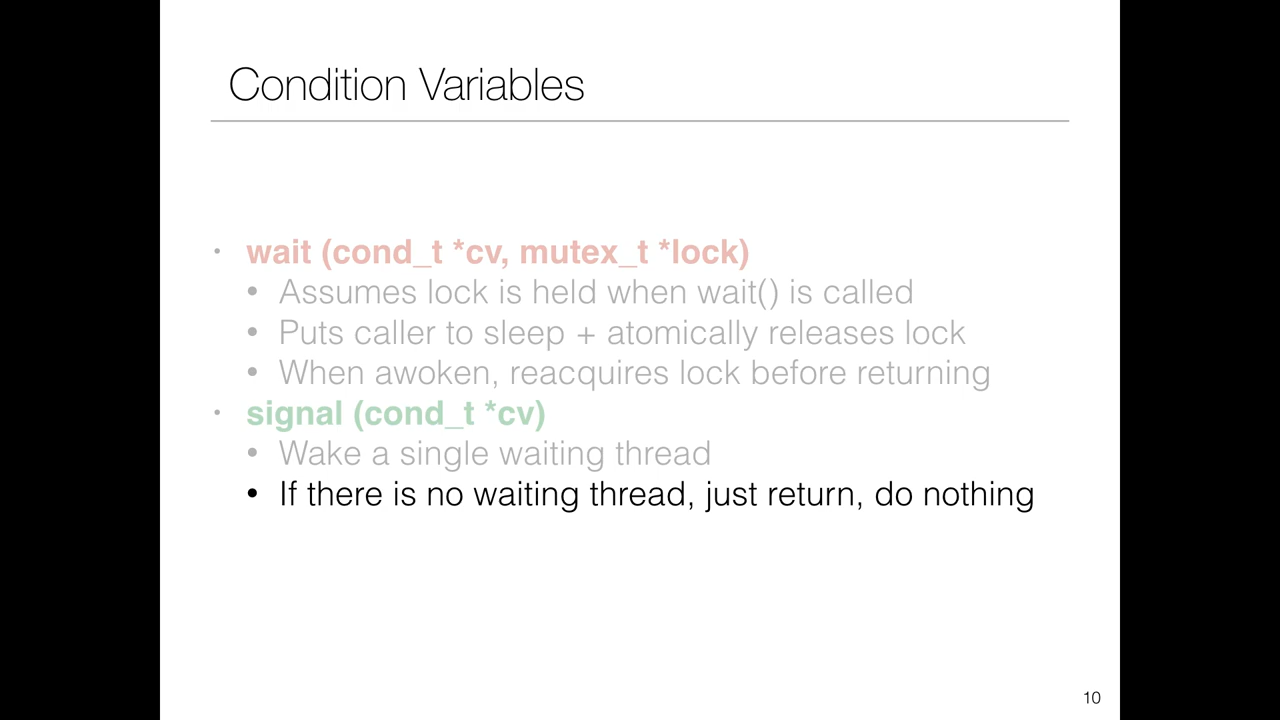 Condition Variables
• wait (cond_t *cv, mutex_t *lock)
• Assumes lock is held when wait() is called
• Puts caller to sleep + atomically releases lock
• When awoken, reacquires lock before returning
• signal (cond_t *cv)
• Wake a single waiting thread
• If there is no waiting thread, just return, do nothing
10